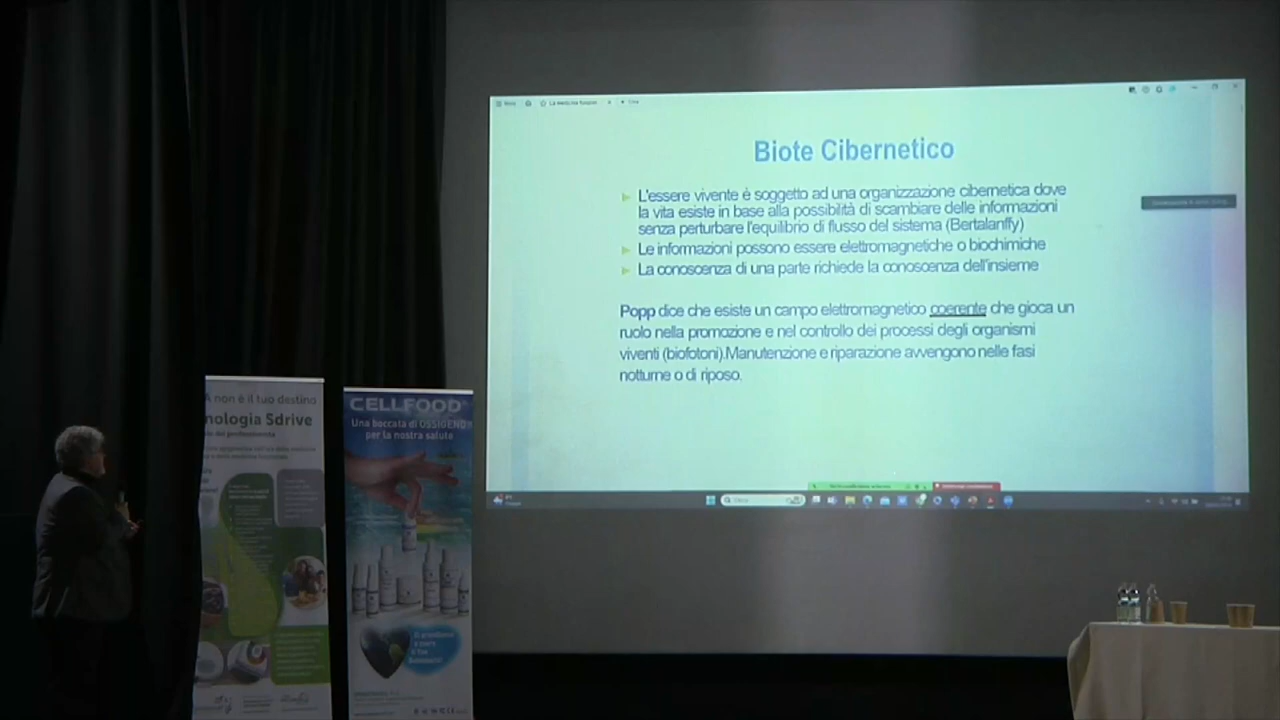 Biote Cibernetico
L'essere vivente è soggetto ad una organizzazione cibernetica dove
la vita esiste in base alla possibilità di scambiare delle informazioni
senza perturbare l'equilibrio di flusso del sistema (Bertalanffy)
Le informazioni possono essere elettromagnetiche o biochimiche
La conoscenza di una parte richiede la conoscenza dell'insieme
Popp dice che esiste un campo elettromagnetico coerente che gioca un
ruolo nella promozione e nel controllo dei processi degli organismi
viventi (biofotoni).Manutenzione e riparazione avvengono nelle fasi
notturne o di riposo.
A non è il tuo destino
nologia Sdrive
CELLFOOD
Una boccata di OSSIGENO
per la nostra salute